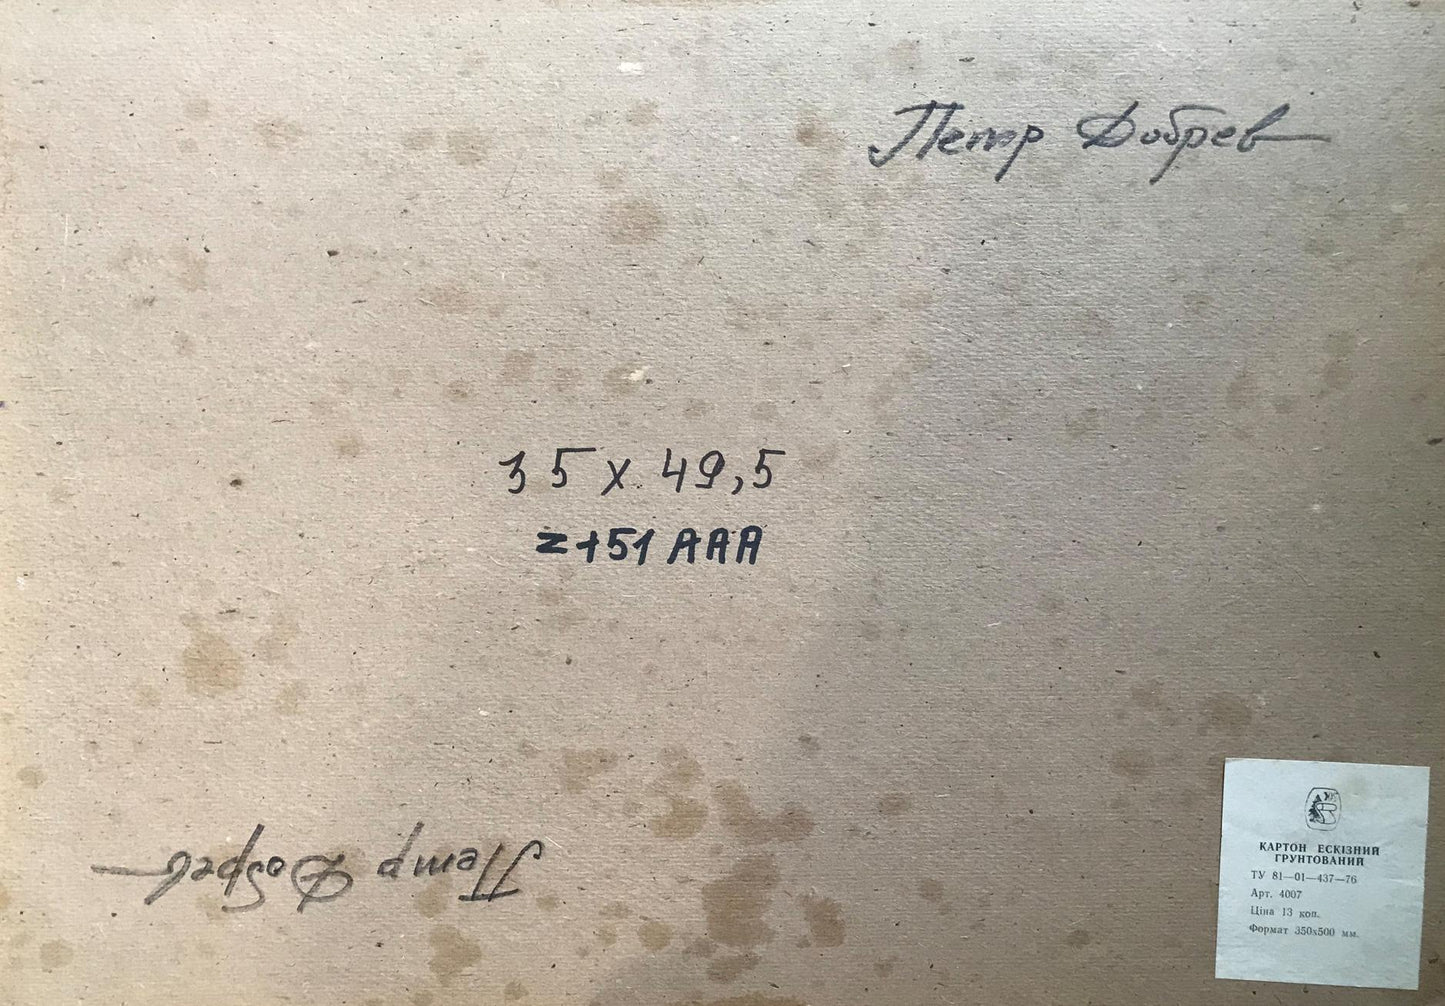 Петр Добрев
35 x 49,5
z+51 AAA
Петр Добрев
КАРТОН ЕСКІЗНИЙ
ГРУНТОВАНИЙ
ТУ 81—01—437—76
Арт. 4007
Ціна 13 коп.
Формат 350х500 мм.